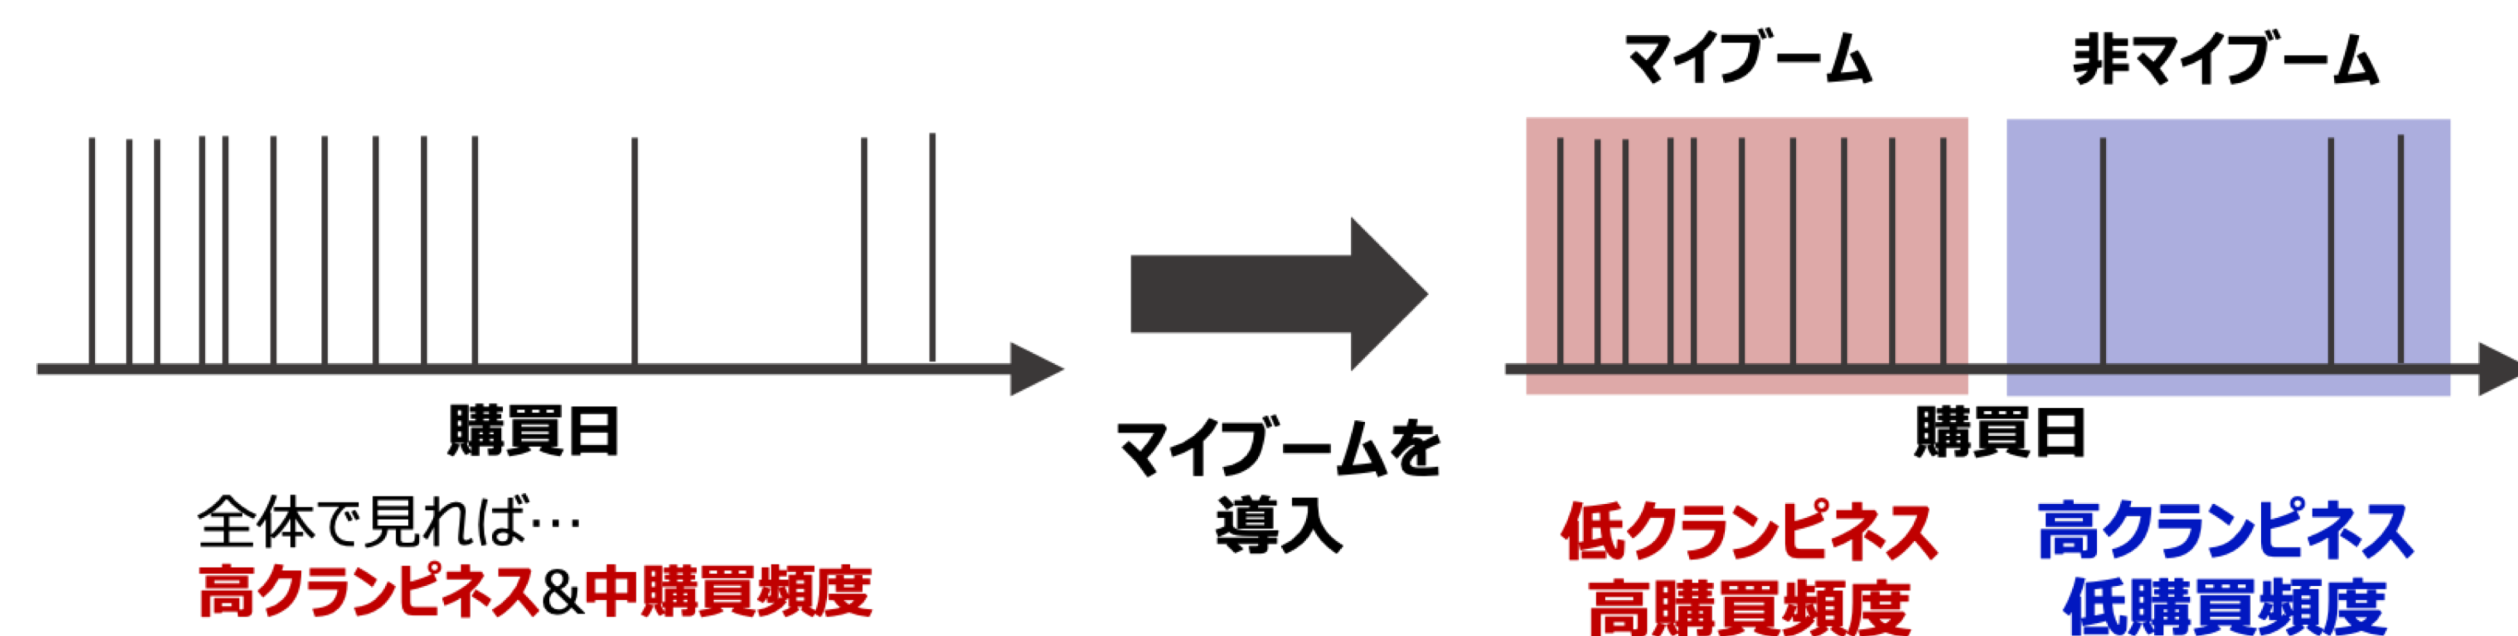 購買日
全体で見れば…
高クランピネス&中購買頻度
マイブームを
導入
マイブーム
非マイブーム
購買日
低クランピネス
高購買頻度
高クランピネス
低購買頻度